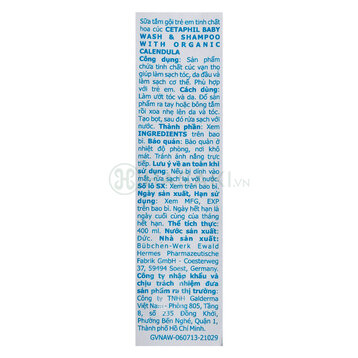 Sữa tắm gội trẻ em tinh chất
hoa cúc CETAPHIL BABY
WASH & SHAMPOO
WITH ORGANIC
CALENDULA
Công dụng: Sản phẩm
chứa tinh chất cúc vạn thọ
giúp làm sạch tóc, da đầu và
làm sạch cơ thể. Phù hợp
với trẻ em. Cách dùng:
Làm ướt tóc và da. Đổ sản
phẩm ra tay hoặc bông tắm
rồi xoa nhẹ lên da và tóc.
Tạo bọt, sau đó rửa sạch với
nước. Thành phần: Xem
INGREDIENTS trên bao
bì. Bảo quản: Bảo quản ở
nhiệt độ phòng, nơi khô
mát. Tránh ánh nắng trực
tiếp. Lưu ý về an toàn khi
sử dụng: Nếu bị dính vào
mắt, rửa sạch lại với nước.
Số lô SX: Xem trên bao bì.
Ngày sản xuất, Hạn sử
dụng: Xem MFG, EXP
trên bao bì. Ngày hết hạn là
ngày cuối cùng của tháng
hết hạn. Thể tích thực:
400 ml. Nước sản xuất:
Đức. Nhà sản xuất:
Bübchen-Werk Ewald
Hermes Pharmazeutische
Fabrik GmbH - Coesterweg
37, 59494 Soest, Germany.
Công ty nhập khẩu và
chịu trách nhiệm đưa
sản phẩm ra thị trường:
Công ty TNHH Galderma
Việt Nam - Phòng 805, Tầng
8, số 235 Đồng Khởi,
Phường Bến Nghé, Quận 1,
Thành phố Hồ Chí Minh.
GVNAW-060713-21029